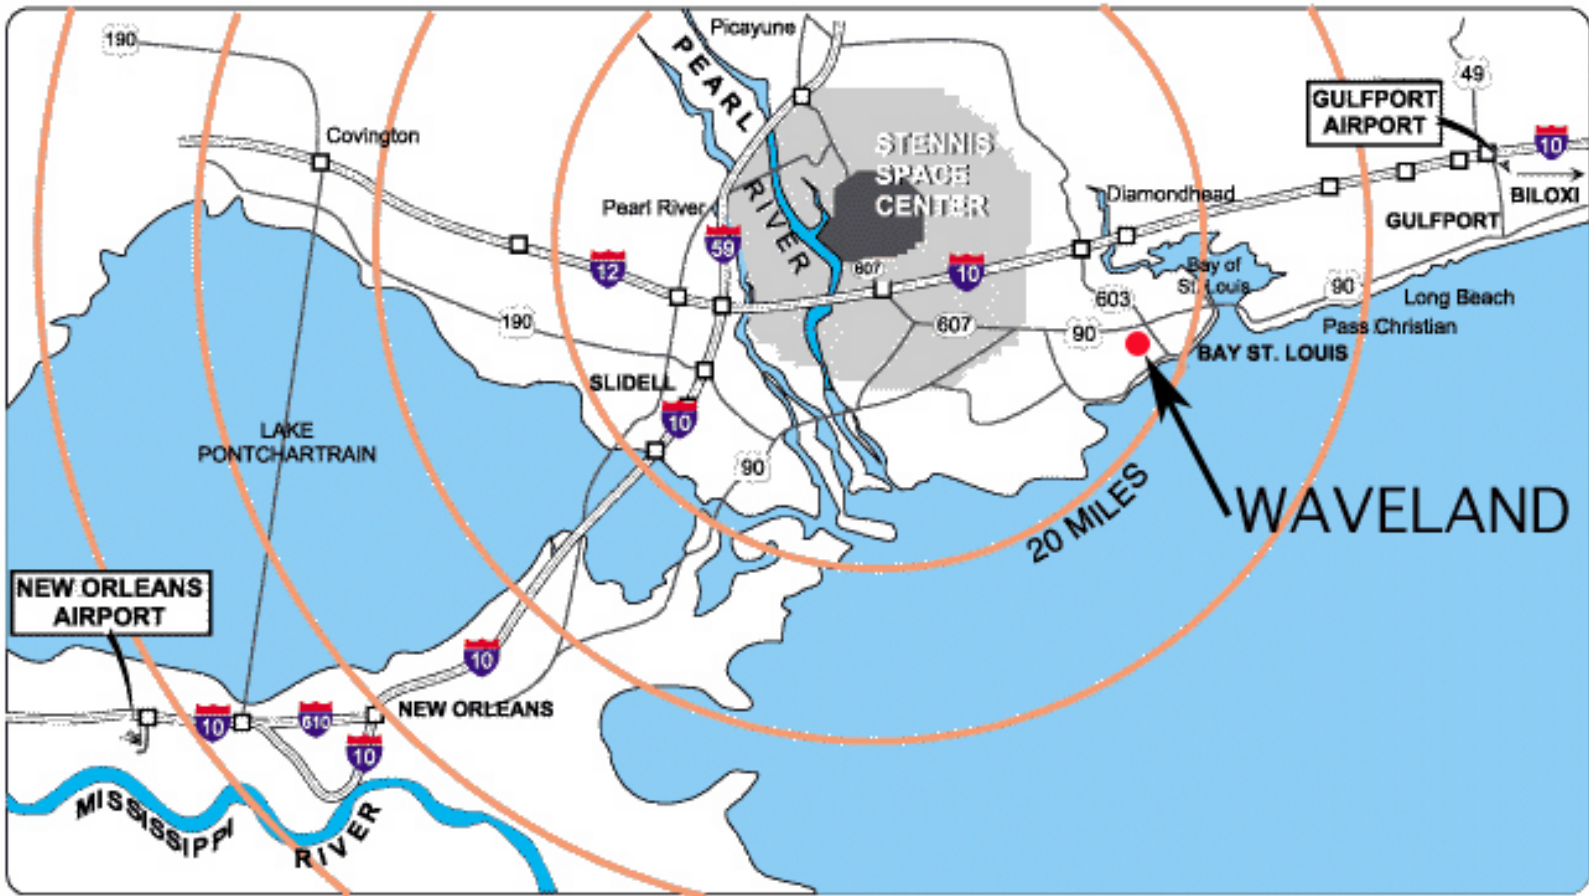 190
Picayune
PEARL
RIVER
49
GULFPORT
AIRPORT
10
BILOXI
Covington
STENNIS
SPACE
CENTER
Diamondhead
GULFPORT
Pearl River
59
12
607
10
Bay of
St. Louis
90
Long Beach
603
190
607
90
Pass Christian
BAY ST. LOUIS
SLIDELL
10
LAKE
PONTCHARTRAIN
90
20 MILES
WAVELAND
NEW ORLEANS
AIRPORT
10
NEW ORLEANS
10
610
10
MISSISSIPPI
RIVER